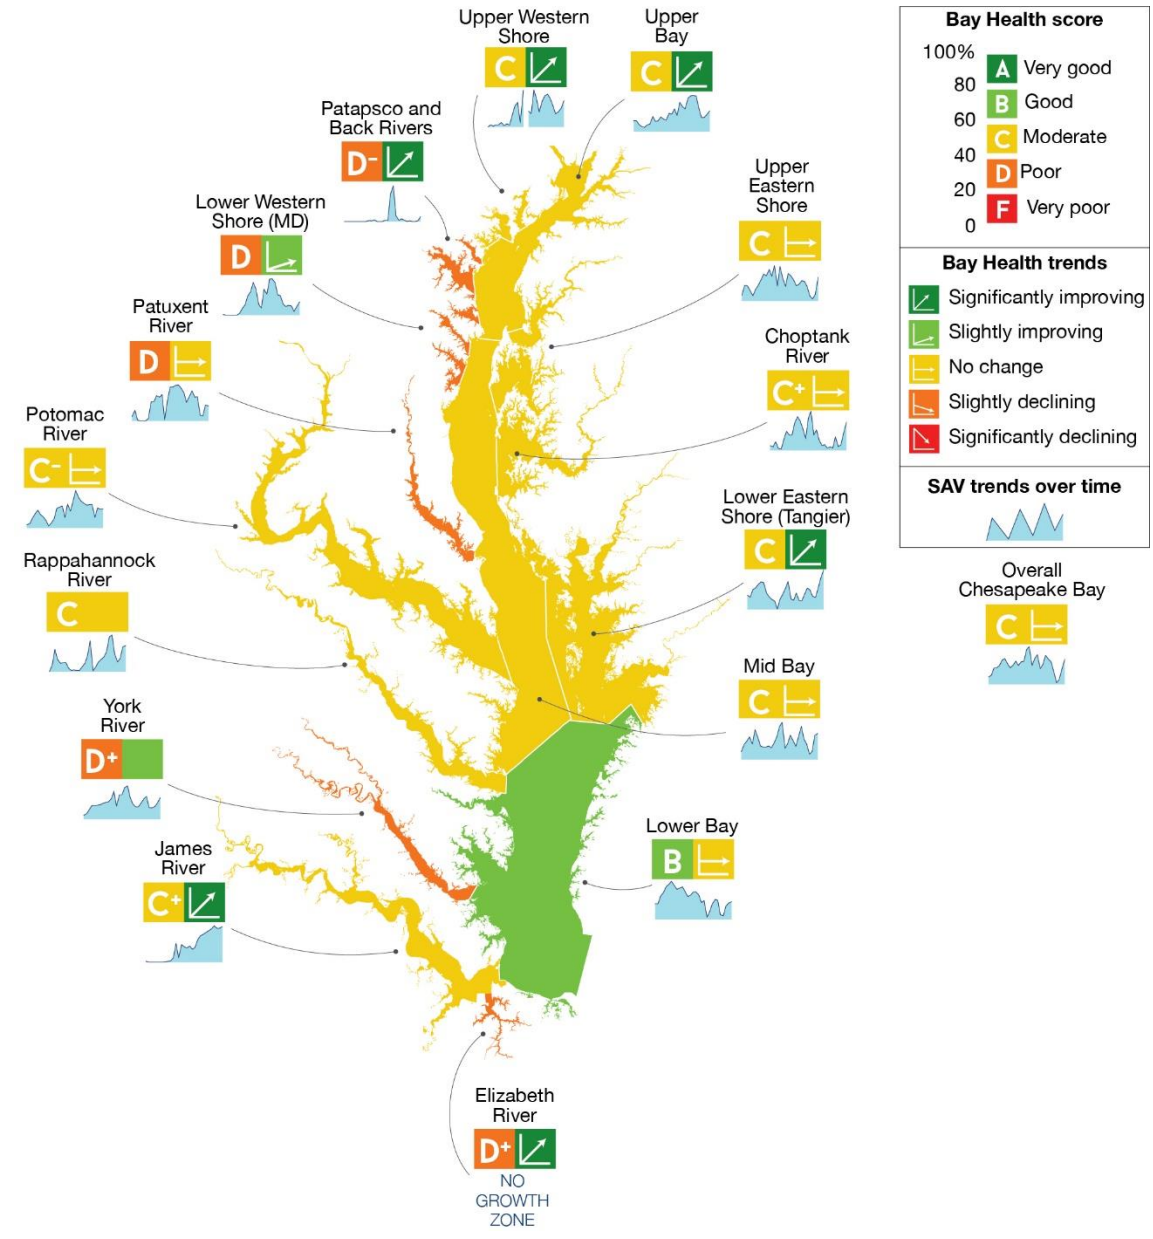 Upper Western
Shore
C
Upper
Bay
C
Patapsco and
Back Rivers
D-
Lower Western
Shore (MD)
D
Patuxent
River
D
Potomac
River
C-
Rappahannock
River
C
York
River
D+
James
River
C+
Upper
Eastern
Shore
C
Choptank
River
C+
Lower Eastern
Shore (Tangier)
C
Mid Bay
C
Lower Bay
B
Elizabeth
River
D+
NO
GROWTH
ZONE
Bay Health score
100%
80
60
40
20
0
A Very good
B Good
C Moderate
D Poor
F Very poor
Bay Health trends
Significantly improving
Slightly improving
No change
Slightly declining
Significantly declining
SAV trends over time
Overall
Chesapeake Bay
C